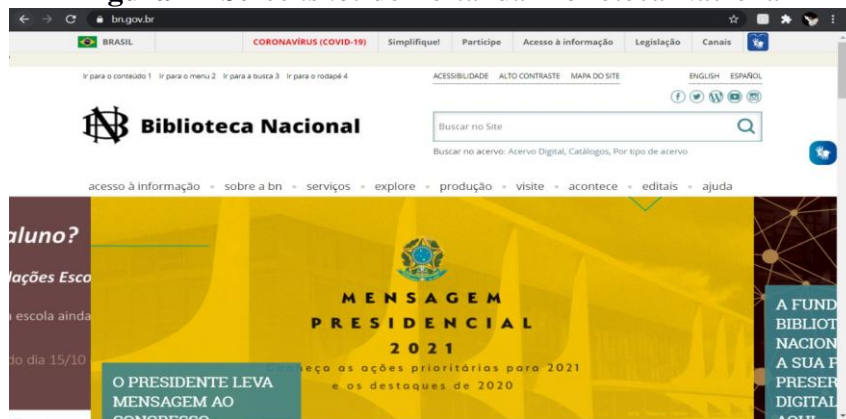 bn.gov.br
BRASIL CORONAVÍRUS (COVID-19) Simplifique! Participe Acesso à informação Legislação Canais
Ir para o conteúdo 1 Ir para o menu 2 Ir para a busca 3 Ir para o rodapé 4 ACESSIBILIDADE ALTO CONTRASTE MAPA DO SITE ENGLISH ESPAÑOL
Biblioteca Nacional
Buscar no Site
Buscar no acervo: Acervo Digital, Catálogos, Por tipo de acervo
acesso à informação sobre a bn serviços explore produção visite acontece editais ajuda
aluno?
lações Esco
a escola ainda
do dia 15/10
MENSAGEM
PRESIDENCIAL
2021
Conheça as ações prioritárias para 2021
e os destaques de 2020
O PRESIDENTE LEVA
MENSAGEM AO
CONGRESSO
A FUND
BIBLIOT
NACION
A SUA P
PRESER
DIGITAL
AQUI